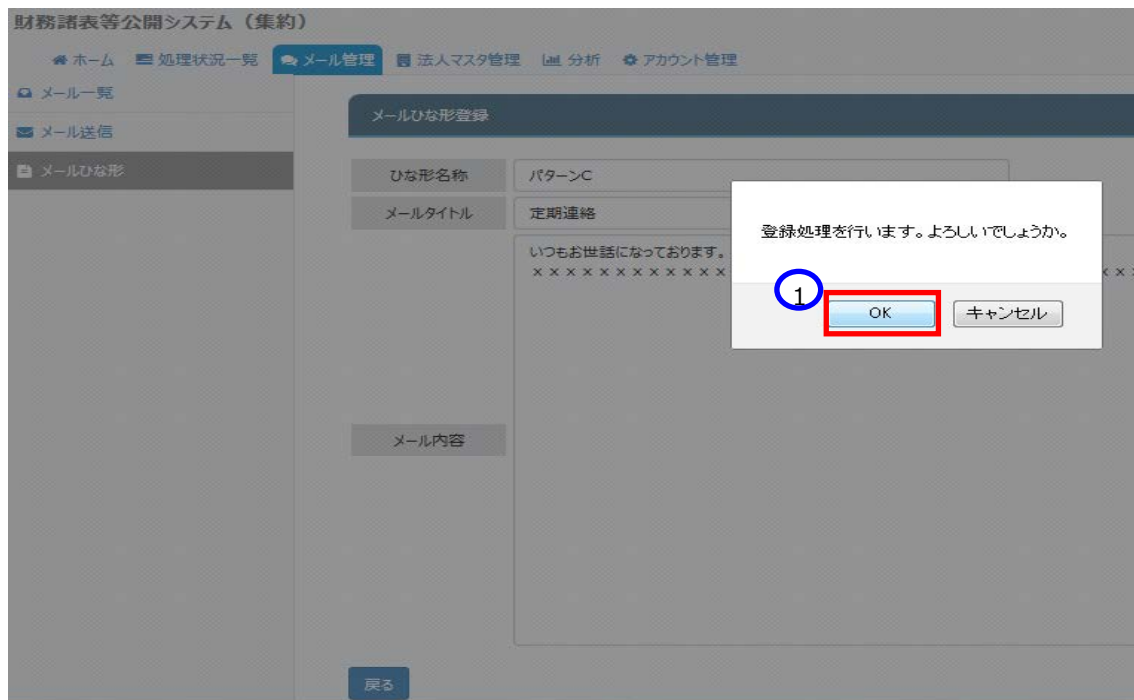 財務諸表等公開システム（集約）
ホーム 処理状況一覧 メール管理 法人マスタ管理 分析 アカウント管理
メール一覧
メール送信
メールひな形
メールひな形登録
ひな形名称 パターンC
メールタイトル 定期連絡
メール内容
いつもお世話になっております。
××××××××××××
××
登録処理を行います。よろしいでしょうか。
1
OK キャンセル
戻る